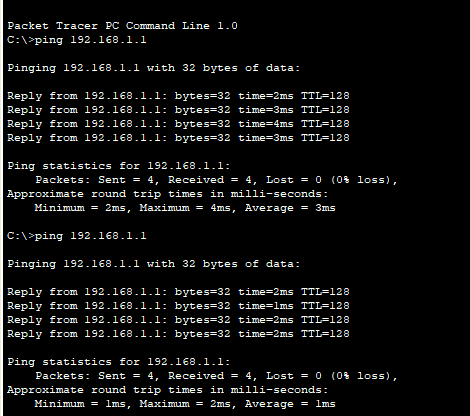 Packet Tracer PC Command Line 1.0
C:\>ping 192.168.1.1
Pinging 192.168.1.1 with 32 bytes of data:
Reply from 192.168.1.1: bytes=32 time=2ms TTL=128
Reply from 192.168.1.1: bytes=32 time=3ms TTL=128
Reply from 192.168.1.1: bytes=32 time=4ms TTL=128
Reply from 192.168.1.1: bytes=32 time=3ms TTL=128
Ping statistics for 192.168.1.1:
    Packets: Sent = 4, Received = 4, Lost = 0 (0% loss),
Approximate round trip times in milli-seconds:
    Minimum = 2ms, Maximum = 4ms, Average = 3ms
C:\>ping 192.168.1.1
Pinging 192.168.1.1 with 32 bytes of data:
Reply from 192.168.1.1: bytes=32 time=2ms TTL=128
Reply from 192.168.1.1: bytes=32 time=1ms TTL=128
Reply from 192.168.1.1: bytes=32 time=2ms TTL=128
Reply from 192.168.1.1: bytes=32 time=2ms TTL=128
Ping statistics for 192.168.1.1:
    Packets: Sent = 4, Received = 4, Lost = 0 (0% loss),
Approximate round trip times in milli-seconds:
    Minimum = 1ms, Maximum = 2ms, Average = 1ms